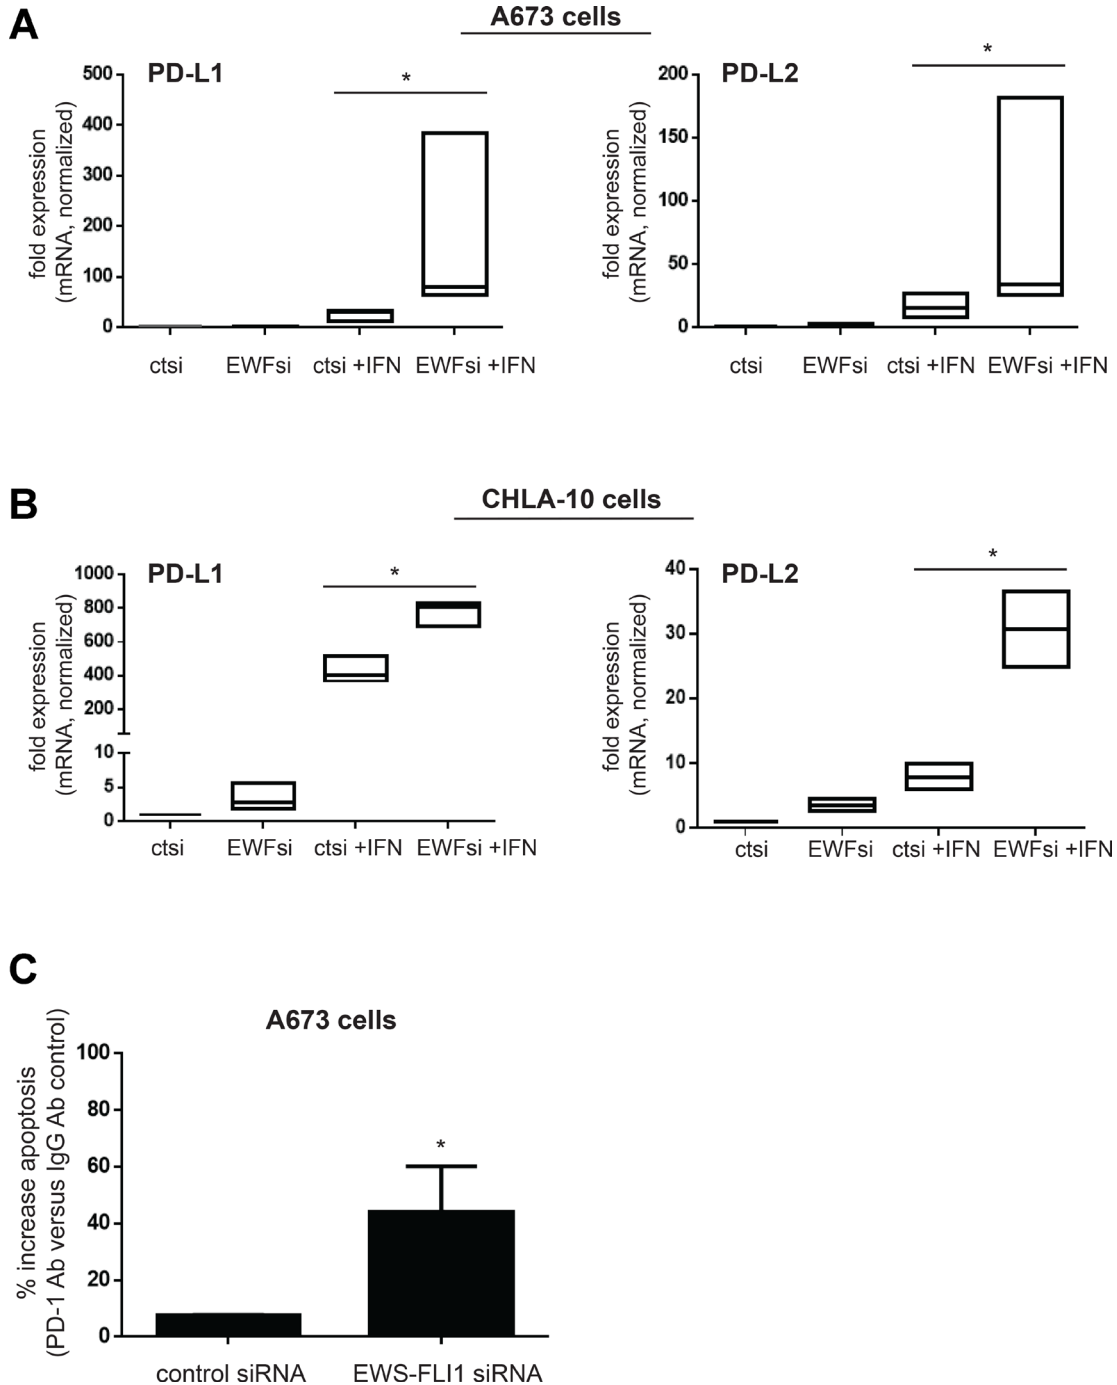 A
A673 cells
PD-L1
*
500
400
300
200
100
0
fold expression
(mRNA, normalized)
ctsi EWFsi ctsi +IFN EWFsi +IFN
PD-L2
*
200
150
100
50
0
fold expression
(mRNA, normalized)
ctsi EWFsi ctsi +IFN EWFsi +IFN
B
CHLA-10 cells
PD-L1
*
1000
800
600
400
200
10
5
0
fold expression
(mRNA, normalized)
ctsi EWFsi ctsi +IFN EWFsi +IFN
PD-L2
*
40
30
20
10
0
fold expression
(mRNA, normalized)
ctsi EWFsi ctsi +IFN EWFsi +IFN
C
A673 cells
% increase apoptosis
(PD-1 Ab versus IgG Ab control)
100
80
60
40
20
0
*
control siRNA EWS-FLI1 siRNA